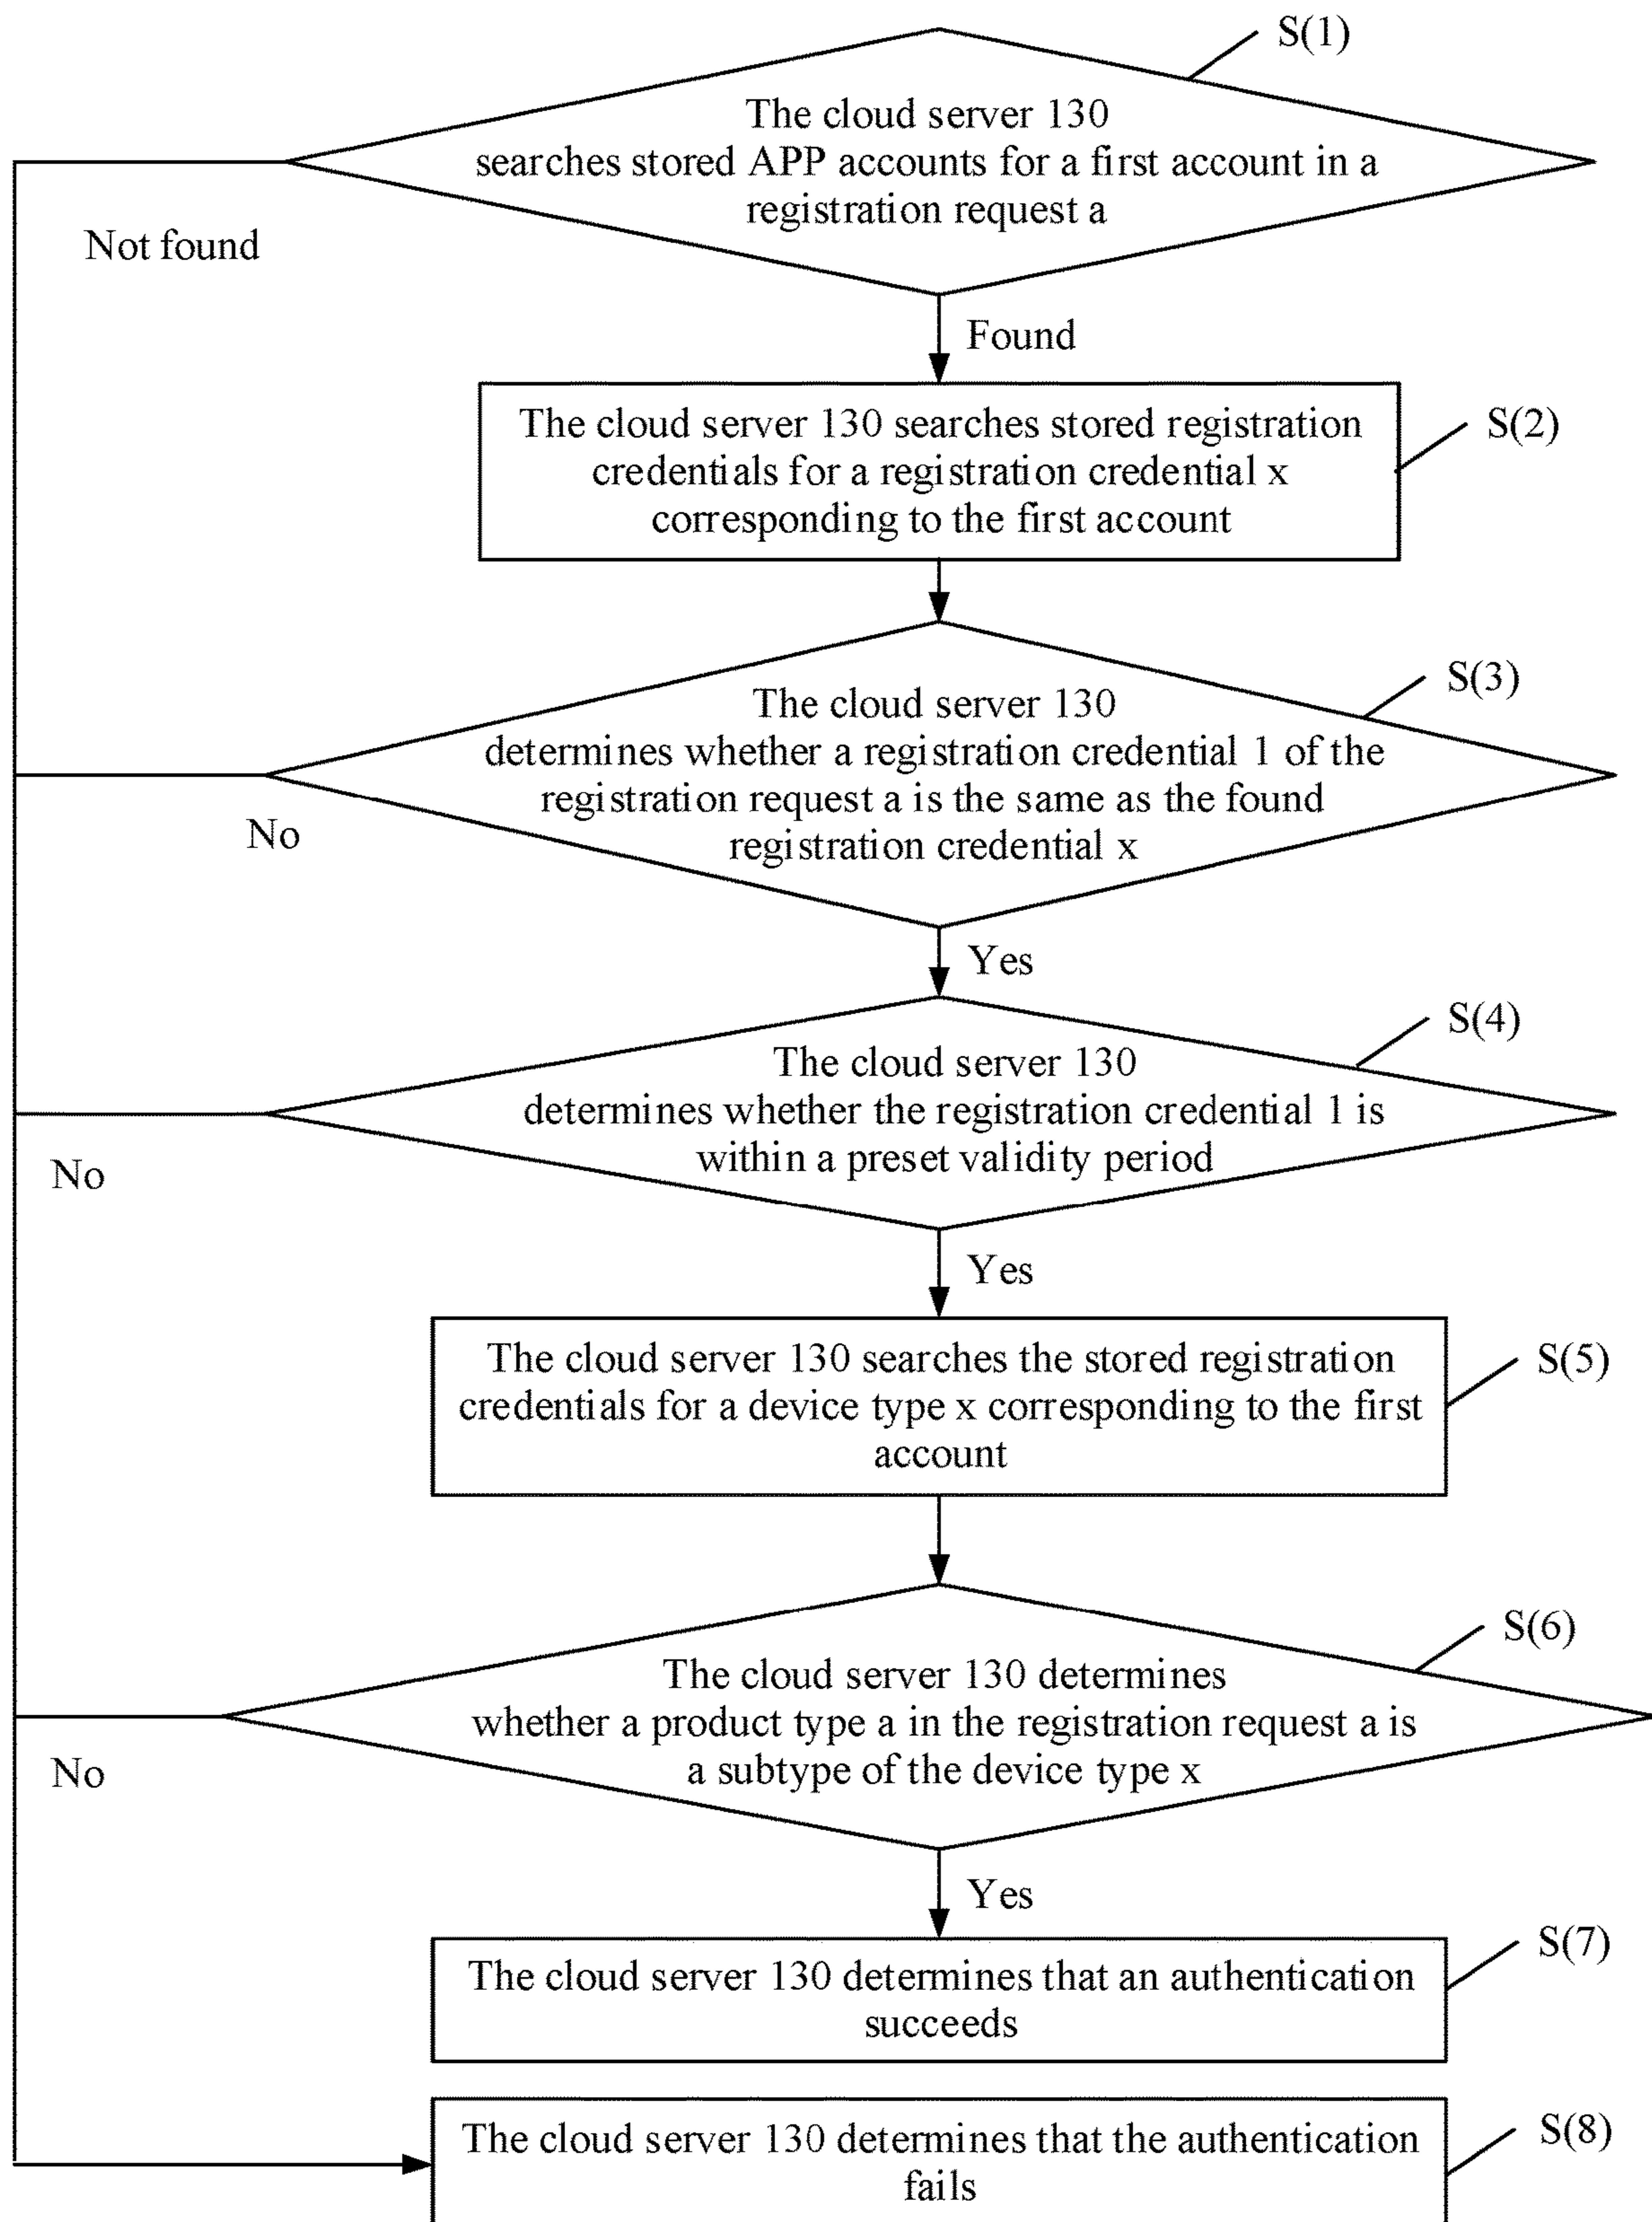 S(1)
The cloud server 130
searches stored APP accounts for a first account in a
registration request a
Not found
Found
The cloud server 130 searches stored registration
credentials for a registration credential x
corresponding to the first account
S(2)
S(3)
The cloud server 130
determines whether a registration credential 1 of the
registration request a is the same as the found
registration credential x
No
Yes
S(4)
The cloud server 130
determines whether the registration credential 1 is
within a preset validity period
No
Yes
The cloud server 130 searches the stored registration
credentials for a device type x corresponding to the first
account
S(5)
S(6)
The cloud server 130 determines
whether a product type a in the registration request a is
a subtype of the device type x
No
Yes
S(7)
The cloud server 130 determines that an authentication
succeeds
S(8)
The cloud server 130 determines that the authentication
fails